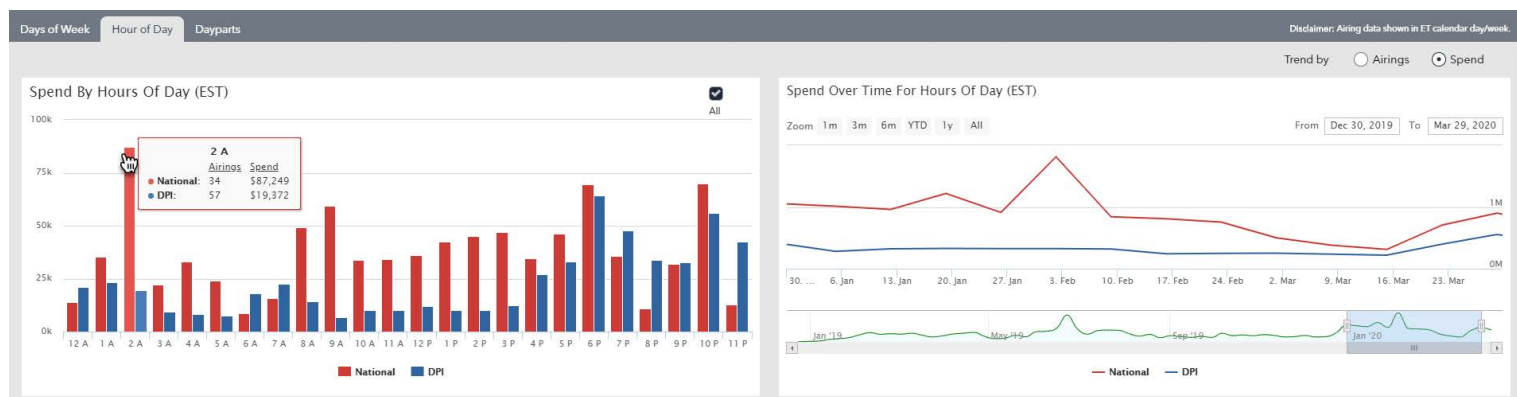 Days of Week Hour of Day Dayparts Disclaimer: Airing data shown in ET calendar day/week.
Trend by Airings Spend
Spend By Hours Of Day (EST)
All
100k
75k
50k
25k
0k
2 A
Airings Spend
National: 34 $87,249
DPI: 57 $19,372
12 A 1 A 2 A 3 A 4 A 5 A 6 A 7 A 8 A 9 A 10 A 11 A 12 P 1 P 2 P 3 P 4 P 5 P 6 P 7 P 8 P 9 P 10 P 11 P
National DPI
Spend Over Time For Hours Of Day (EST)
Zoom 1m 3m 6m YTD 1y All From Dec 30, 2019 To Mar 29, 2020
1M
0M
30. ... 6. Jan 13. Jan 20. Jan 27. Jan 3. Feb 10. Feb 17. Feb 24. Feb 2. Mar 9. Mar 16. Mar 23. Mar
Jan '19 May '19 Sep '19 Jan '20
National DPI